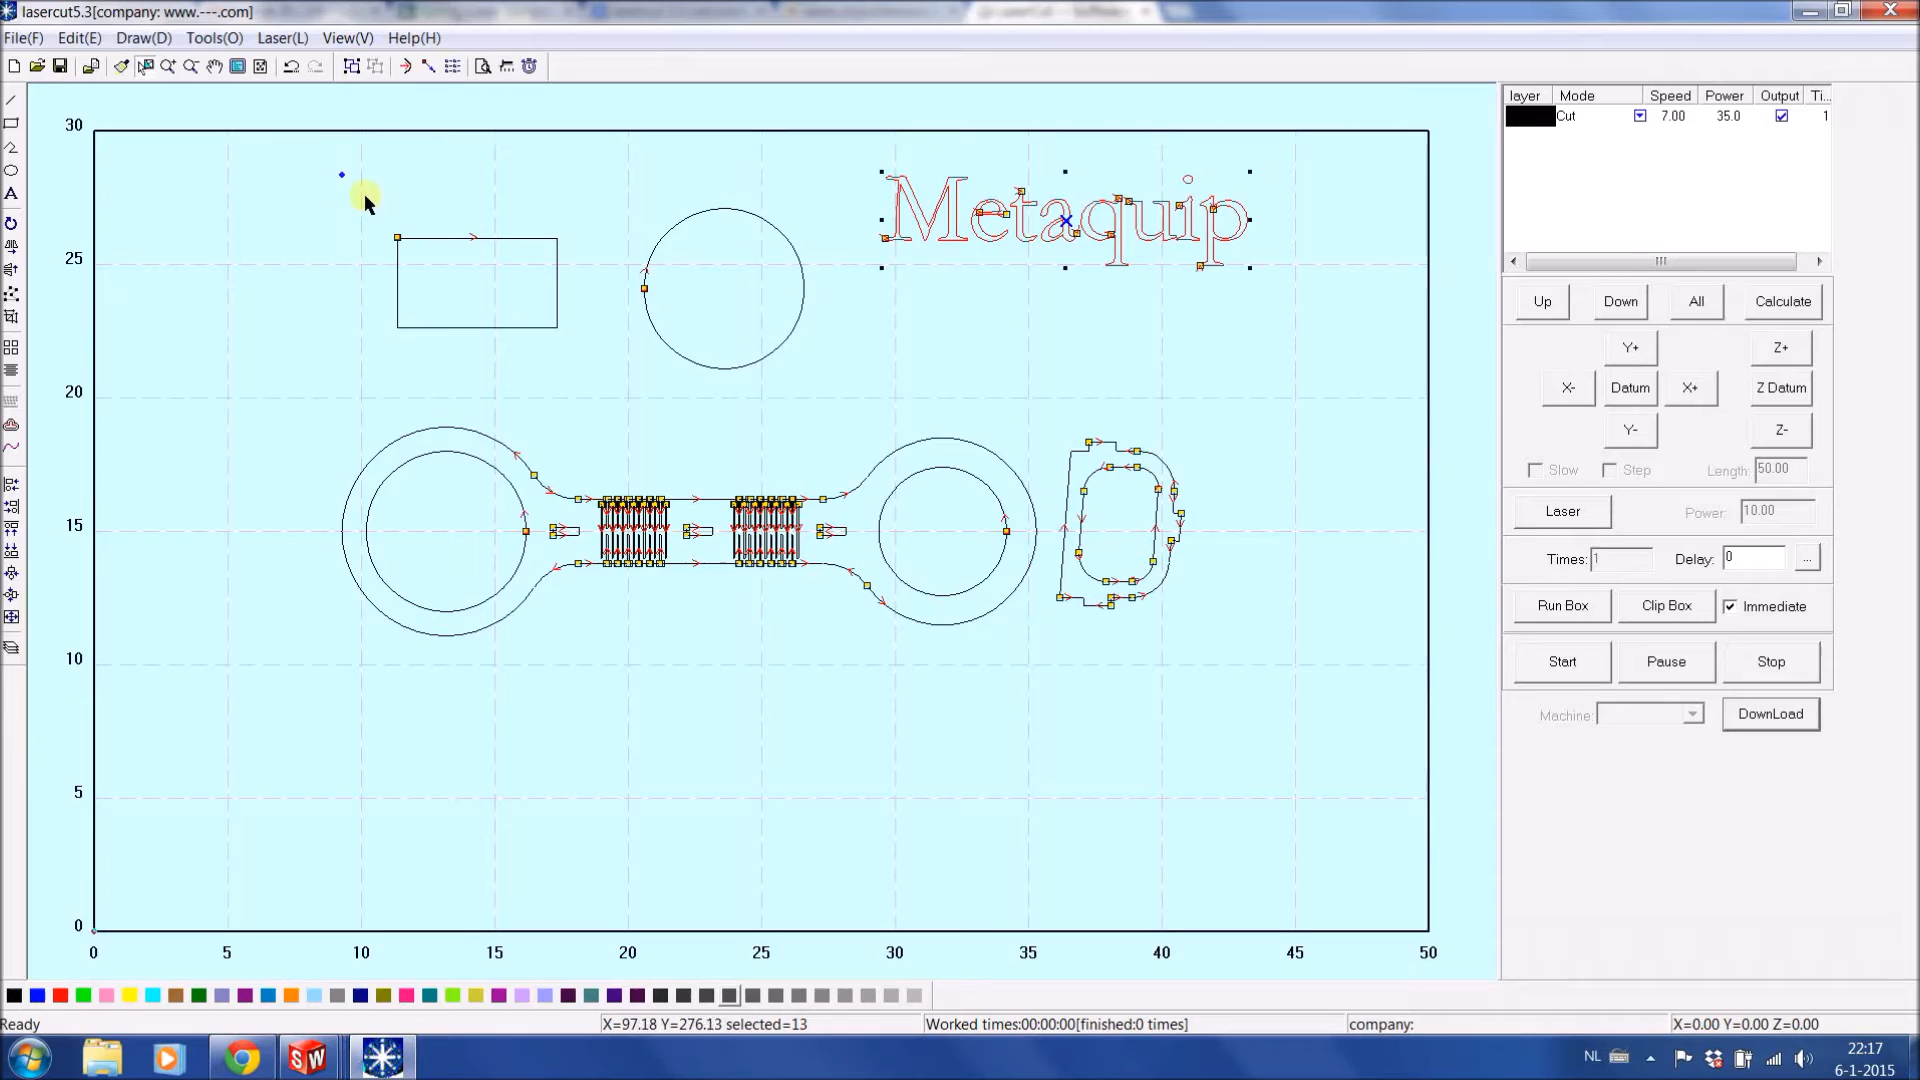 lasercut5.3[company: www.---.com]
File(F) Edit(E) Draw(D) Tools(O) Laser(L) View(V) Help(H)
layer Mode Speed Power Output Ti...
Cut 7.00 35.0 1
30
25
20
15
10
5
0
Metaquip
0 5 10 15 20 25 30 35 40 45 50
Up Down All Calculate
Y+ Z+
X- Datum X+ Z Datum
Y- Z-
Slow Step Length: 50.00
Laser Power: 10.00
Times: 1 Delay: 0 ...
Run Box Clip Box Immediate
Start Pause Stop
Machine: DownLoad
Ready X=97.18 Y=276.13 selected=13 Worked times:00:00:00[finished:0 times] company: X=0.00 Y=0.00 Z=0.00
SW NL 22:17
6-1-2015